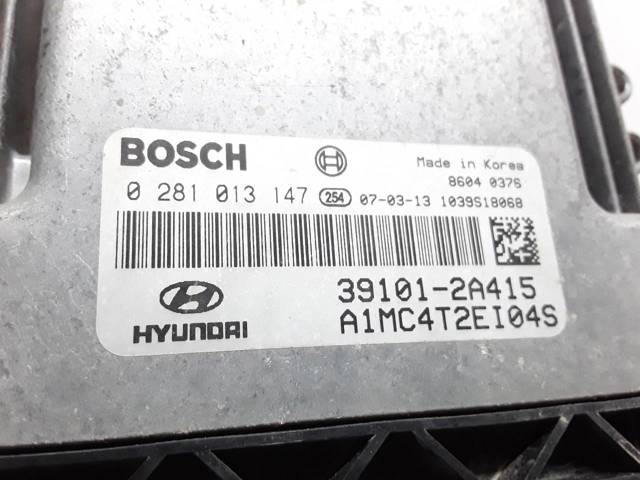 BOSCH
Made in Korea
8604 0376
0 281 013 147 254 07-03-13 1039S18068
39101-2A415
HYUNDAI
A1MC4T2EI04S